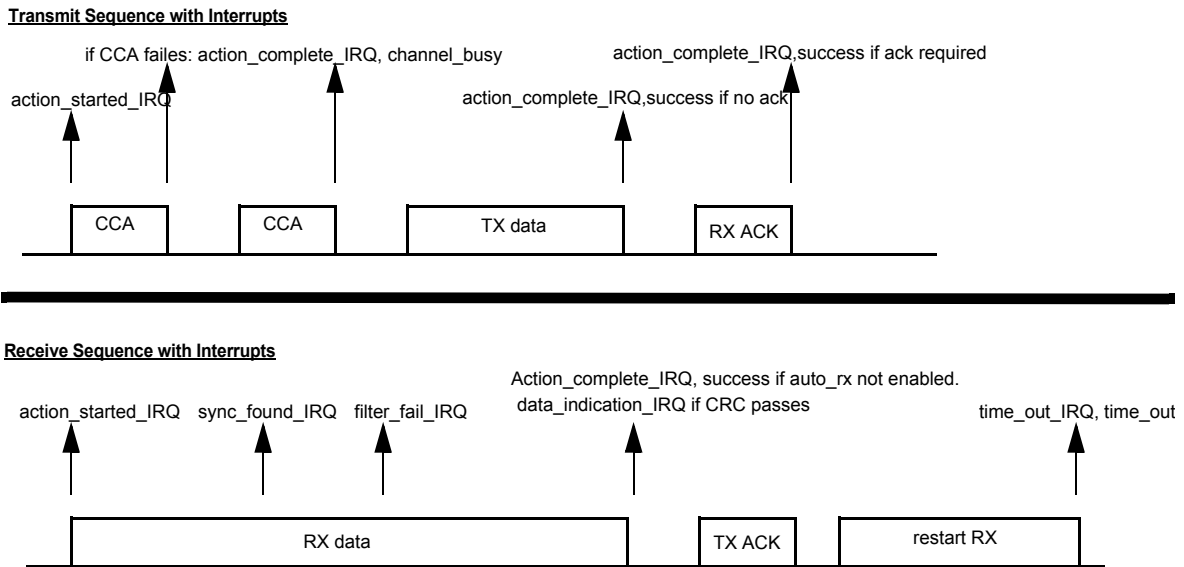 Transmit Sequence with Interrupts
if CCA failes: action_complete_IRQ, channel_busy
action_complete_IRQ,success if ack required
action_started_IRQ
action_complete_IRQ,success if no ack
CCA
CCA
TX data
RX ACK
Receive Sequence with Interrupts
Action_complete_IRQ, success if auto_rx not enabled.
data_indication_IRQ if CRC passes
action_started_IRQ
sync_found_IRQ
filter_fail_IRQ
time_out_IRQ, time_out
RX data
TX ACK
restart RX